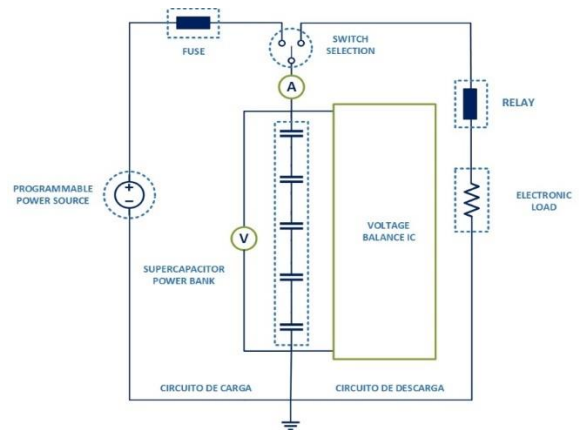 FUSE
SWITCH
SELECTION
A
RELAY
PROGRAMMABLE
POWER SOURCE
+
−
ELECTRONIC
LOAD
VOLTAGE
BALANCE IC
V
SUPERCAPACITOR
POWER BANK
CIRCUITO DE CARGA
CIRCUITO DE DESCARGA